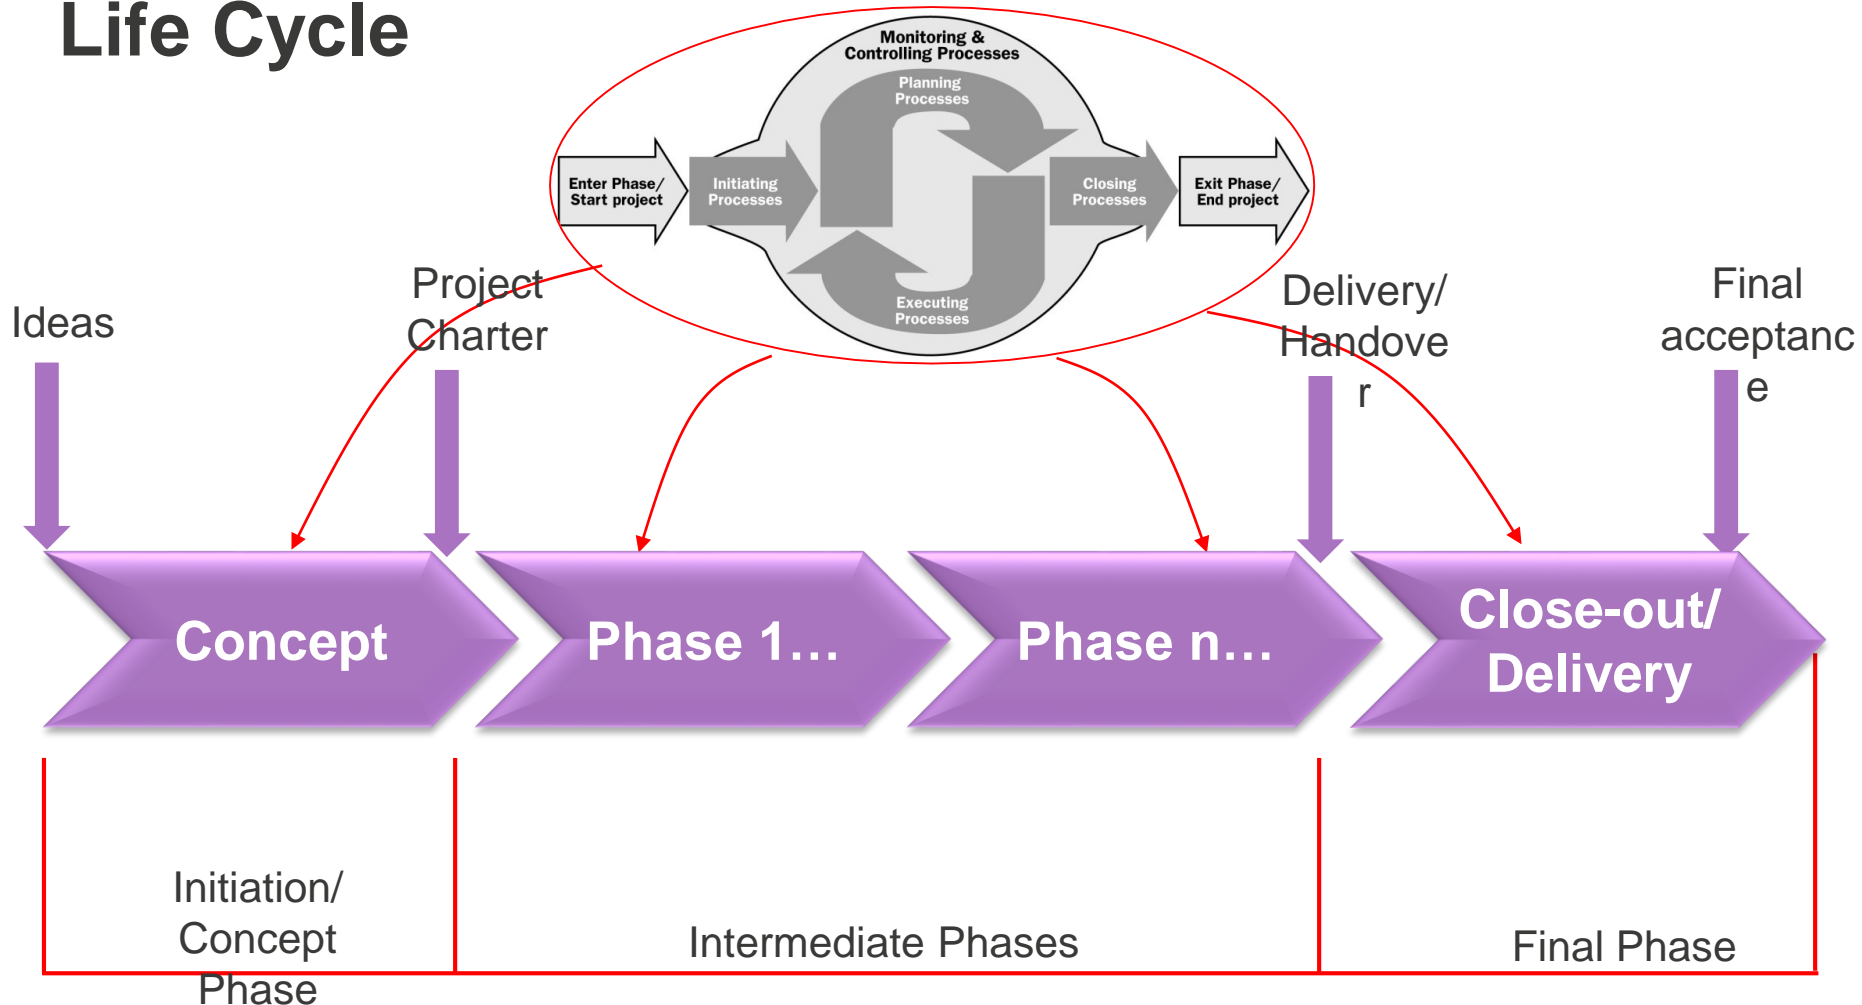 Life Cycle
Monitoring &
Controlling Processes
Planning
Processes
Enter Phase/
Start project
Initiating
Processes
Closing
Processes
Exit Phase/
End project
Executing
Processes
Ideas
Project
Charter
Delivery/
Handove
r
Final
acceptanc
e
Concept
Phase 1…
Phase n…
Close-out/
Delivery
Initiation/
Concept
Phase
Intermediate Phases
Final Phase